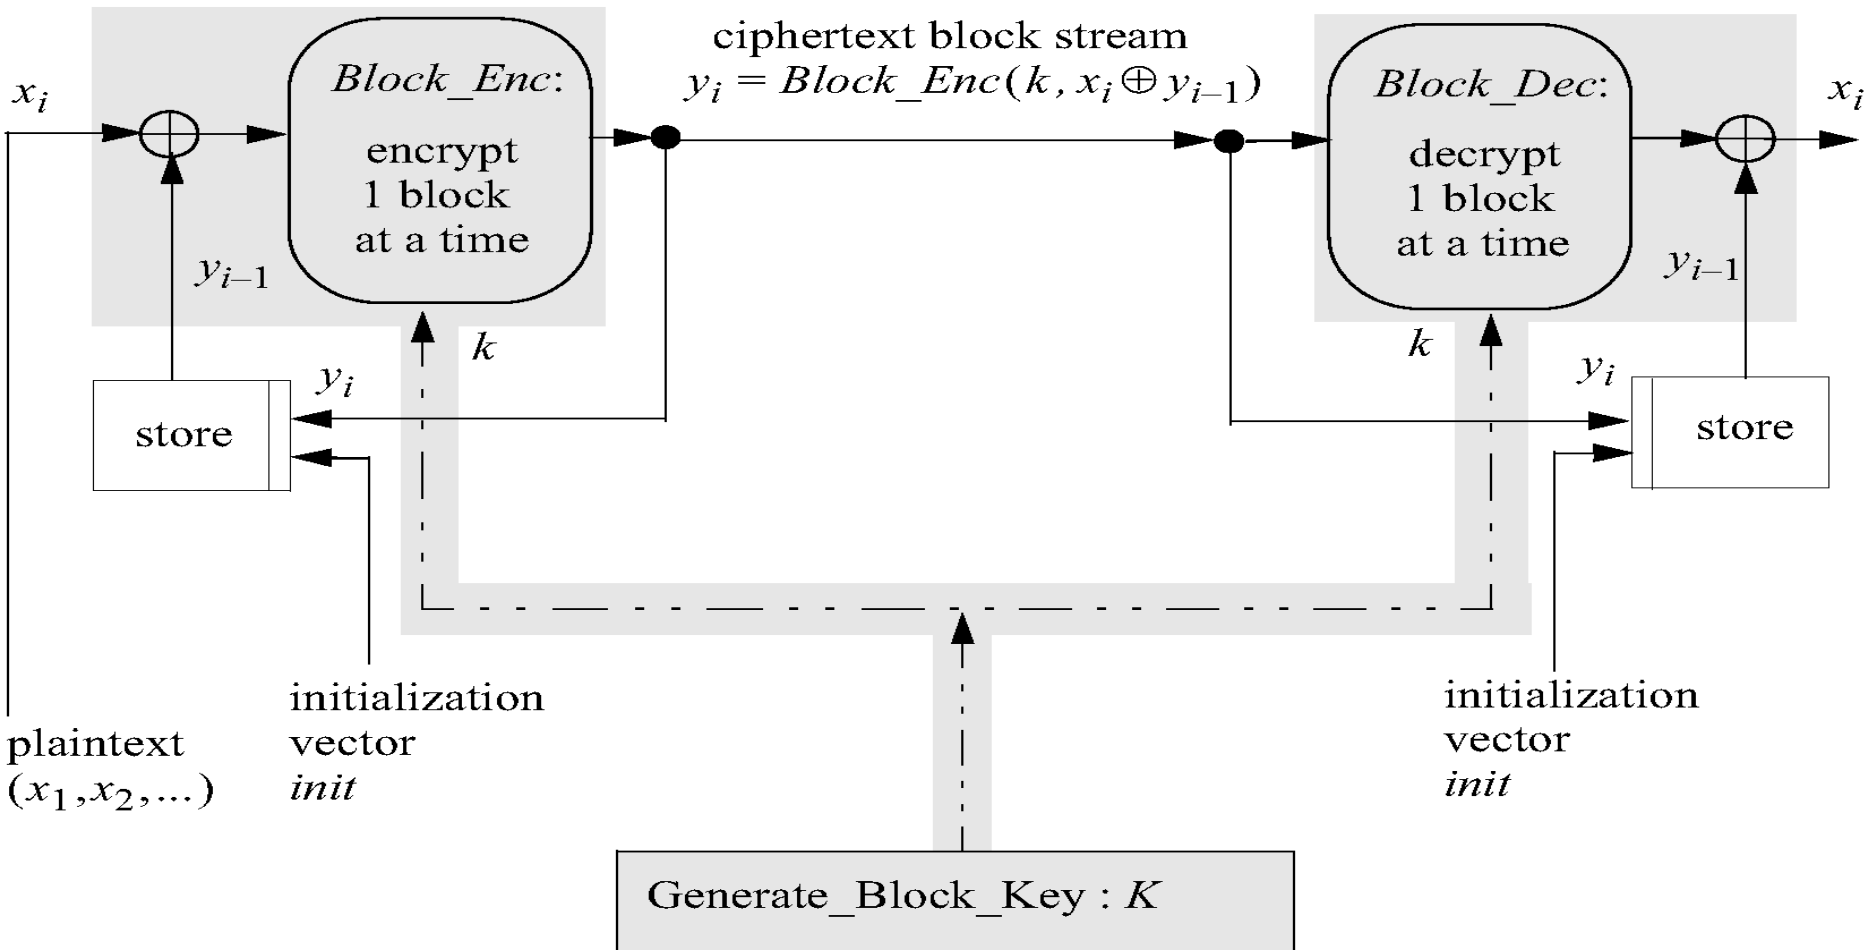 ciphertext block stream
yᵢ = Block_Enc(k, xᵢ ⊕ yᵢ₋₁)
xᵢ
Block_Enc:
encrypt
1 block
at a time
yᵢ₋₁
k
yᵢ
store
Block_Dec:
decrypt
1 block
at a time
xᵢ
yᵢ₋₁
k
yᵢ
store
plaintext
(x₁,x₂,...)
initialization
vector
init
initialization
vector
init
Generate_Block_Key : K